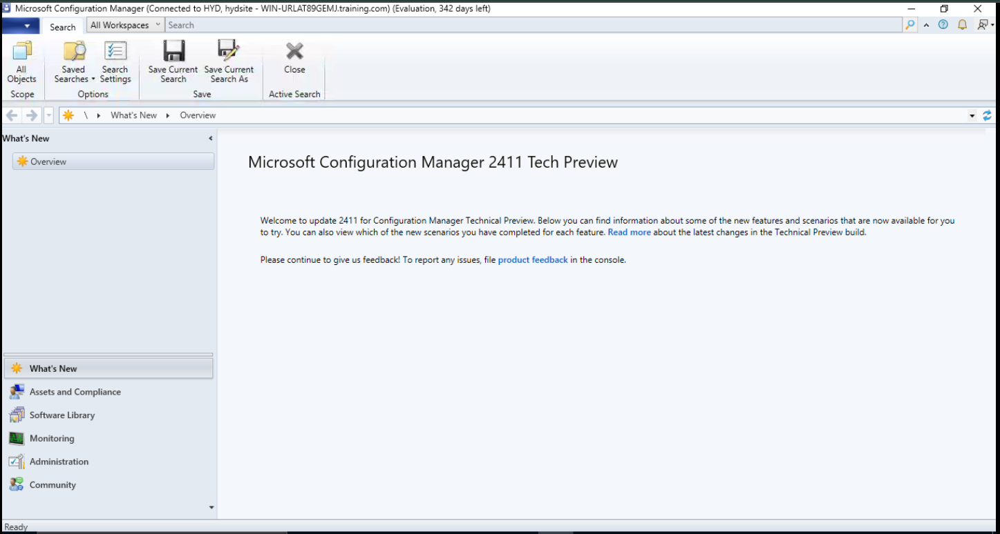 Microsoft Configuration Manager (Connected to HYD, hydsite - WIN-URLAT89GEMJ.training.com) (Evaluation, 342 days left)
Search
All Workspaces
Search
All
Objects
Saved
Searches
Search
Settings
Save Current
Search
Save Current
Search As
Close
Scope
Options
Save
Active Search
\ What's New Overview
What's New
Overview
Microsoft Configuration Manager 2411 Tech Preview
Welcome to update 2411 for Configuration Manager Technical Preview. Below you can find information about some of the new features and scenarios that are now available for you
to try. You can also view which of the new scenarios you have completed for each feature. Read more about the latest changes in the Technical Preview build.
Please continue to give us feedback! To report any issues, file product feedback in the console.
What's New
Assets and Compliance
Software Library
Monitoring
Administration
Community
Ready